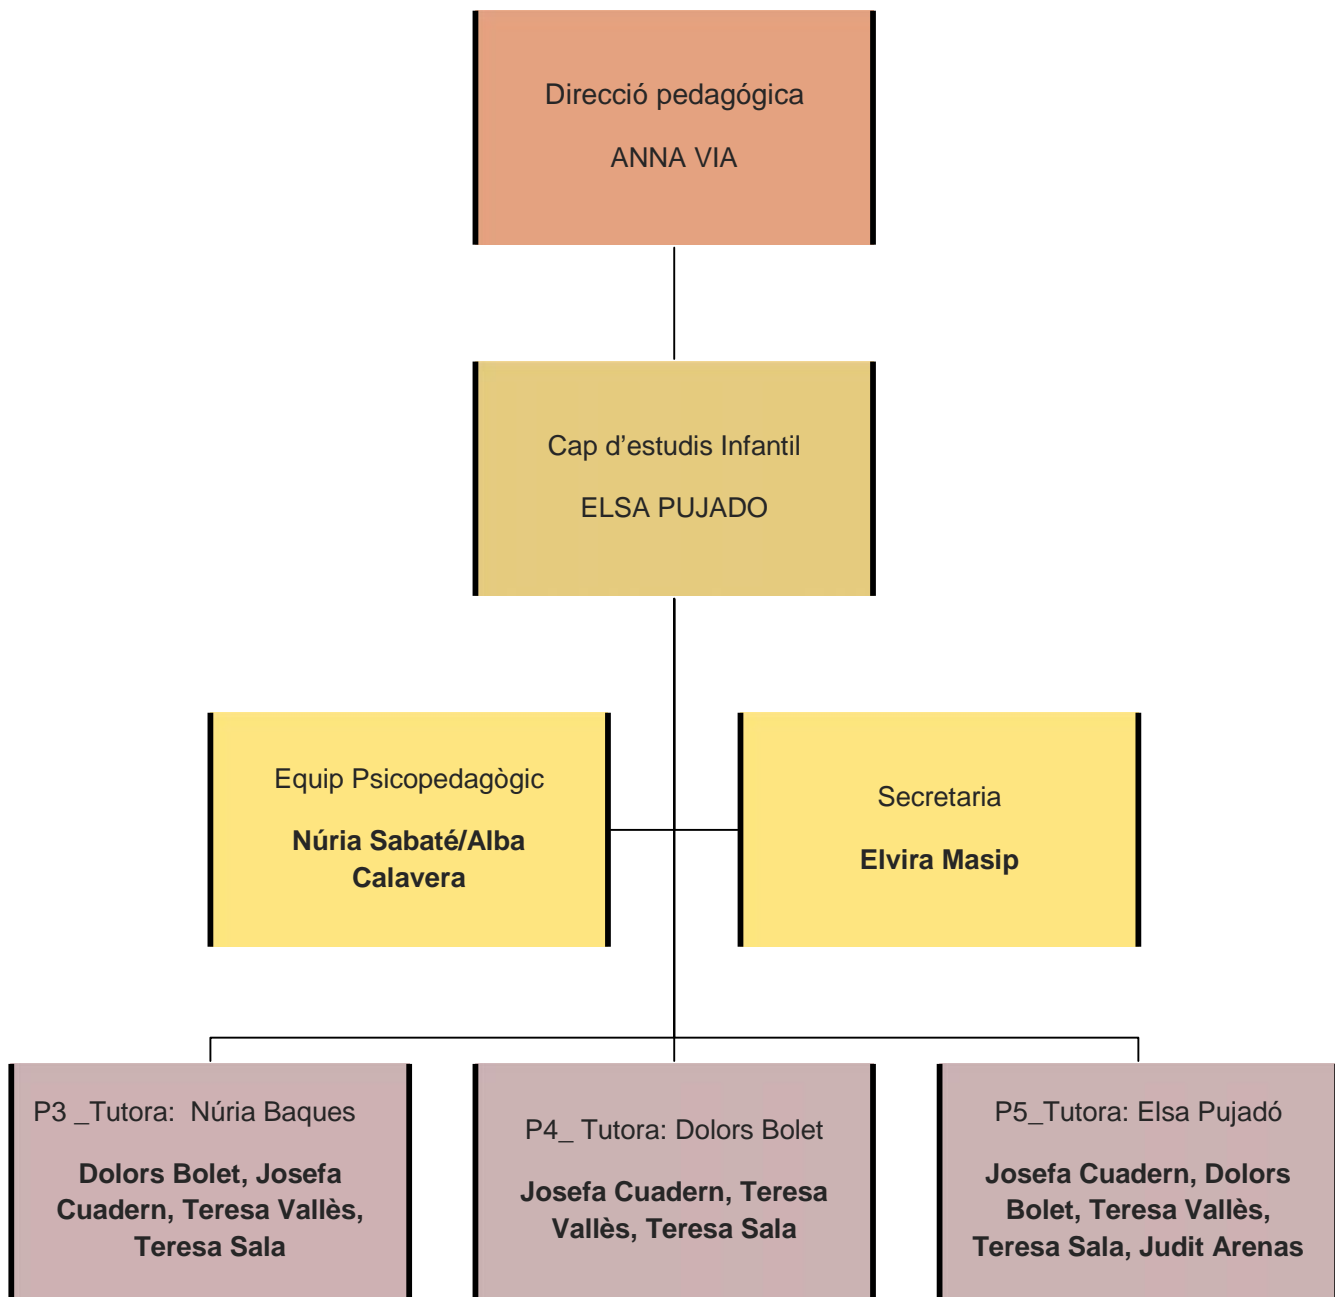 Direcció pedagógica
ANNA VIA
Cap d’estudis Infantil
ELSA PUJADO
Equip Psicopedagògic
Núria Sabaté/Alba
Calavera
Secretaria
Elvira Masip
P3 _Tutora: Núria Baques
Dolors Bolet, Josefa
Cuadern, Teresa Vallès,
Teresa Sala
P4_ Tutora: Dolors Bolet
Josefa Cuadern, Teresa
Vallès, Teresa Sala
P5_Tutora: Elsa Pujadó
Josefa Cuadern, Dolors
Bolet, Teresa Vallès,
Teresa Sala, Judit Arenas